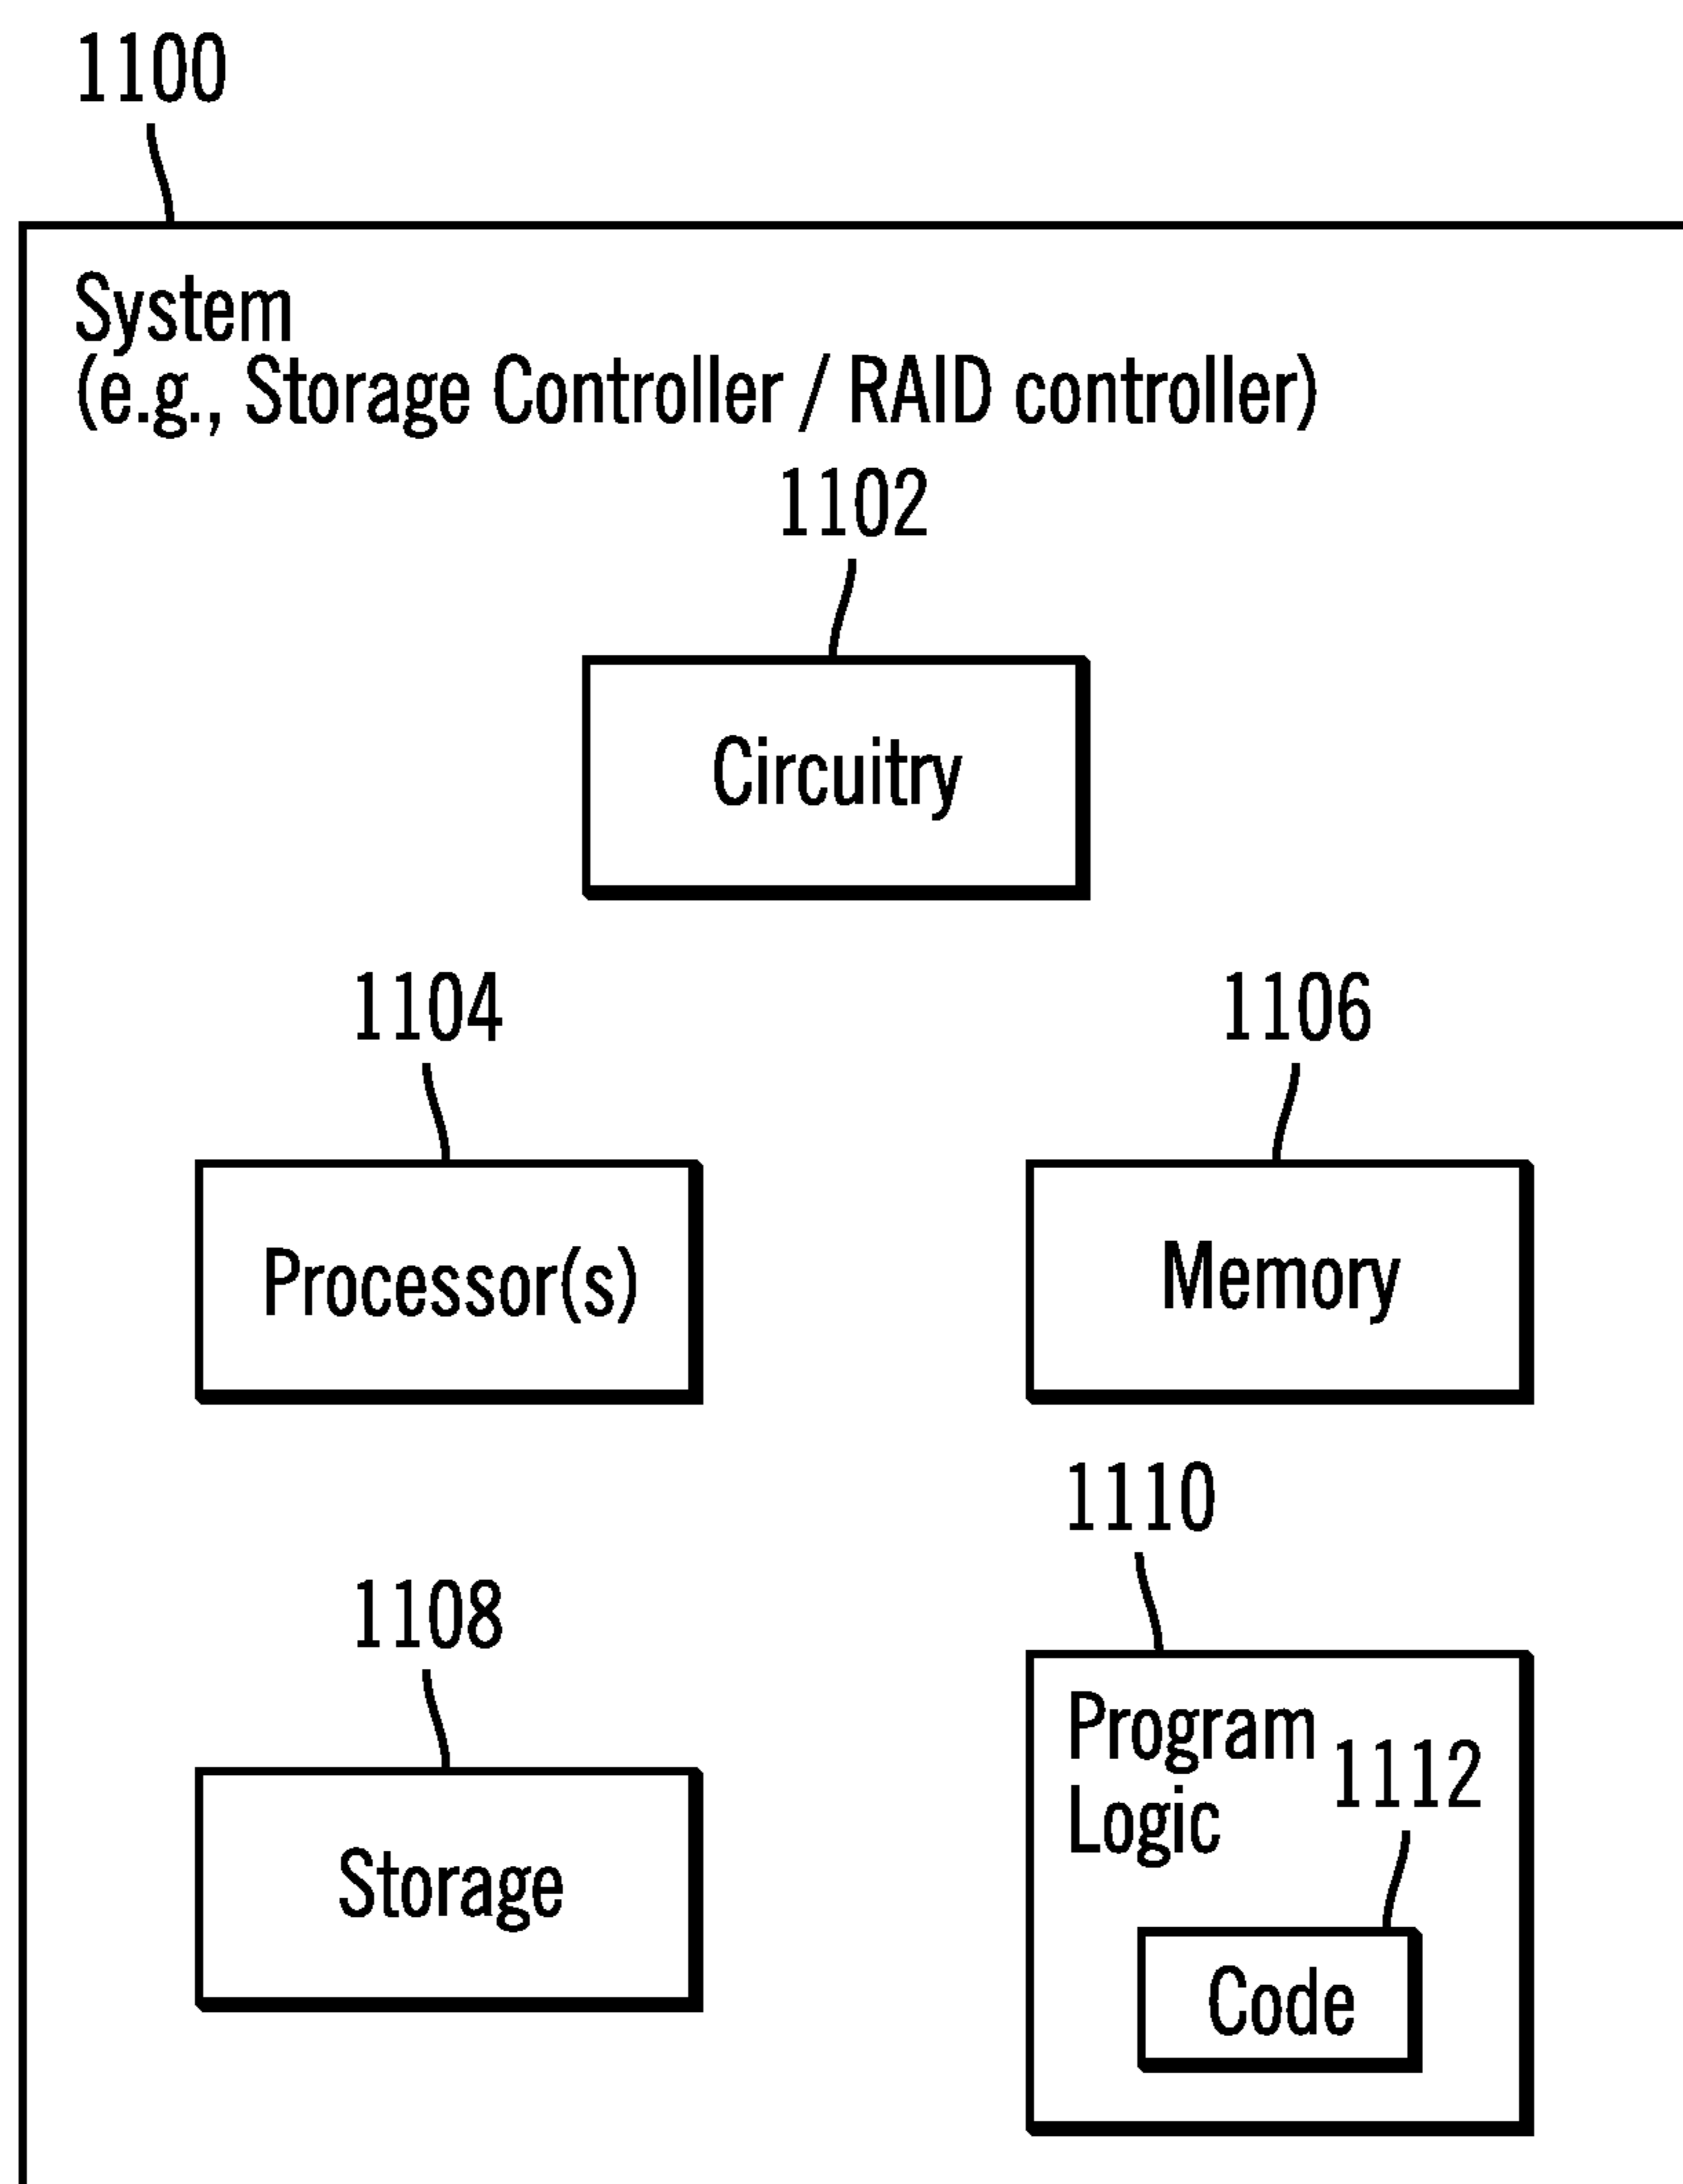 1100
System
(e.g., Storage Controller / RAID controller)
1102
Circuitry
1104
1106
Processor(s)
Memory
1110
1108
Program
Logic
1112
Storage
Code